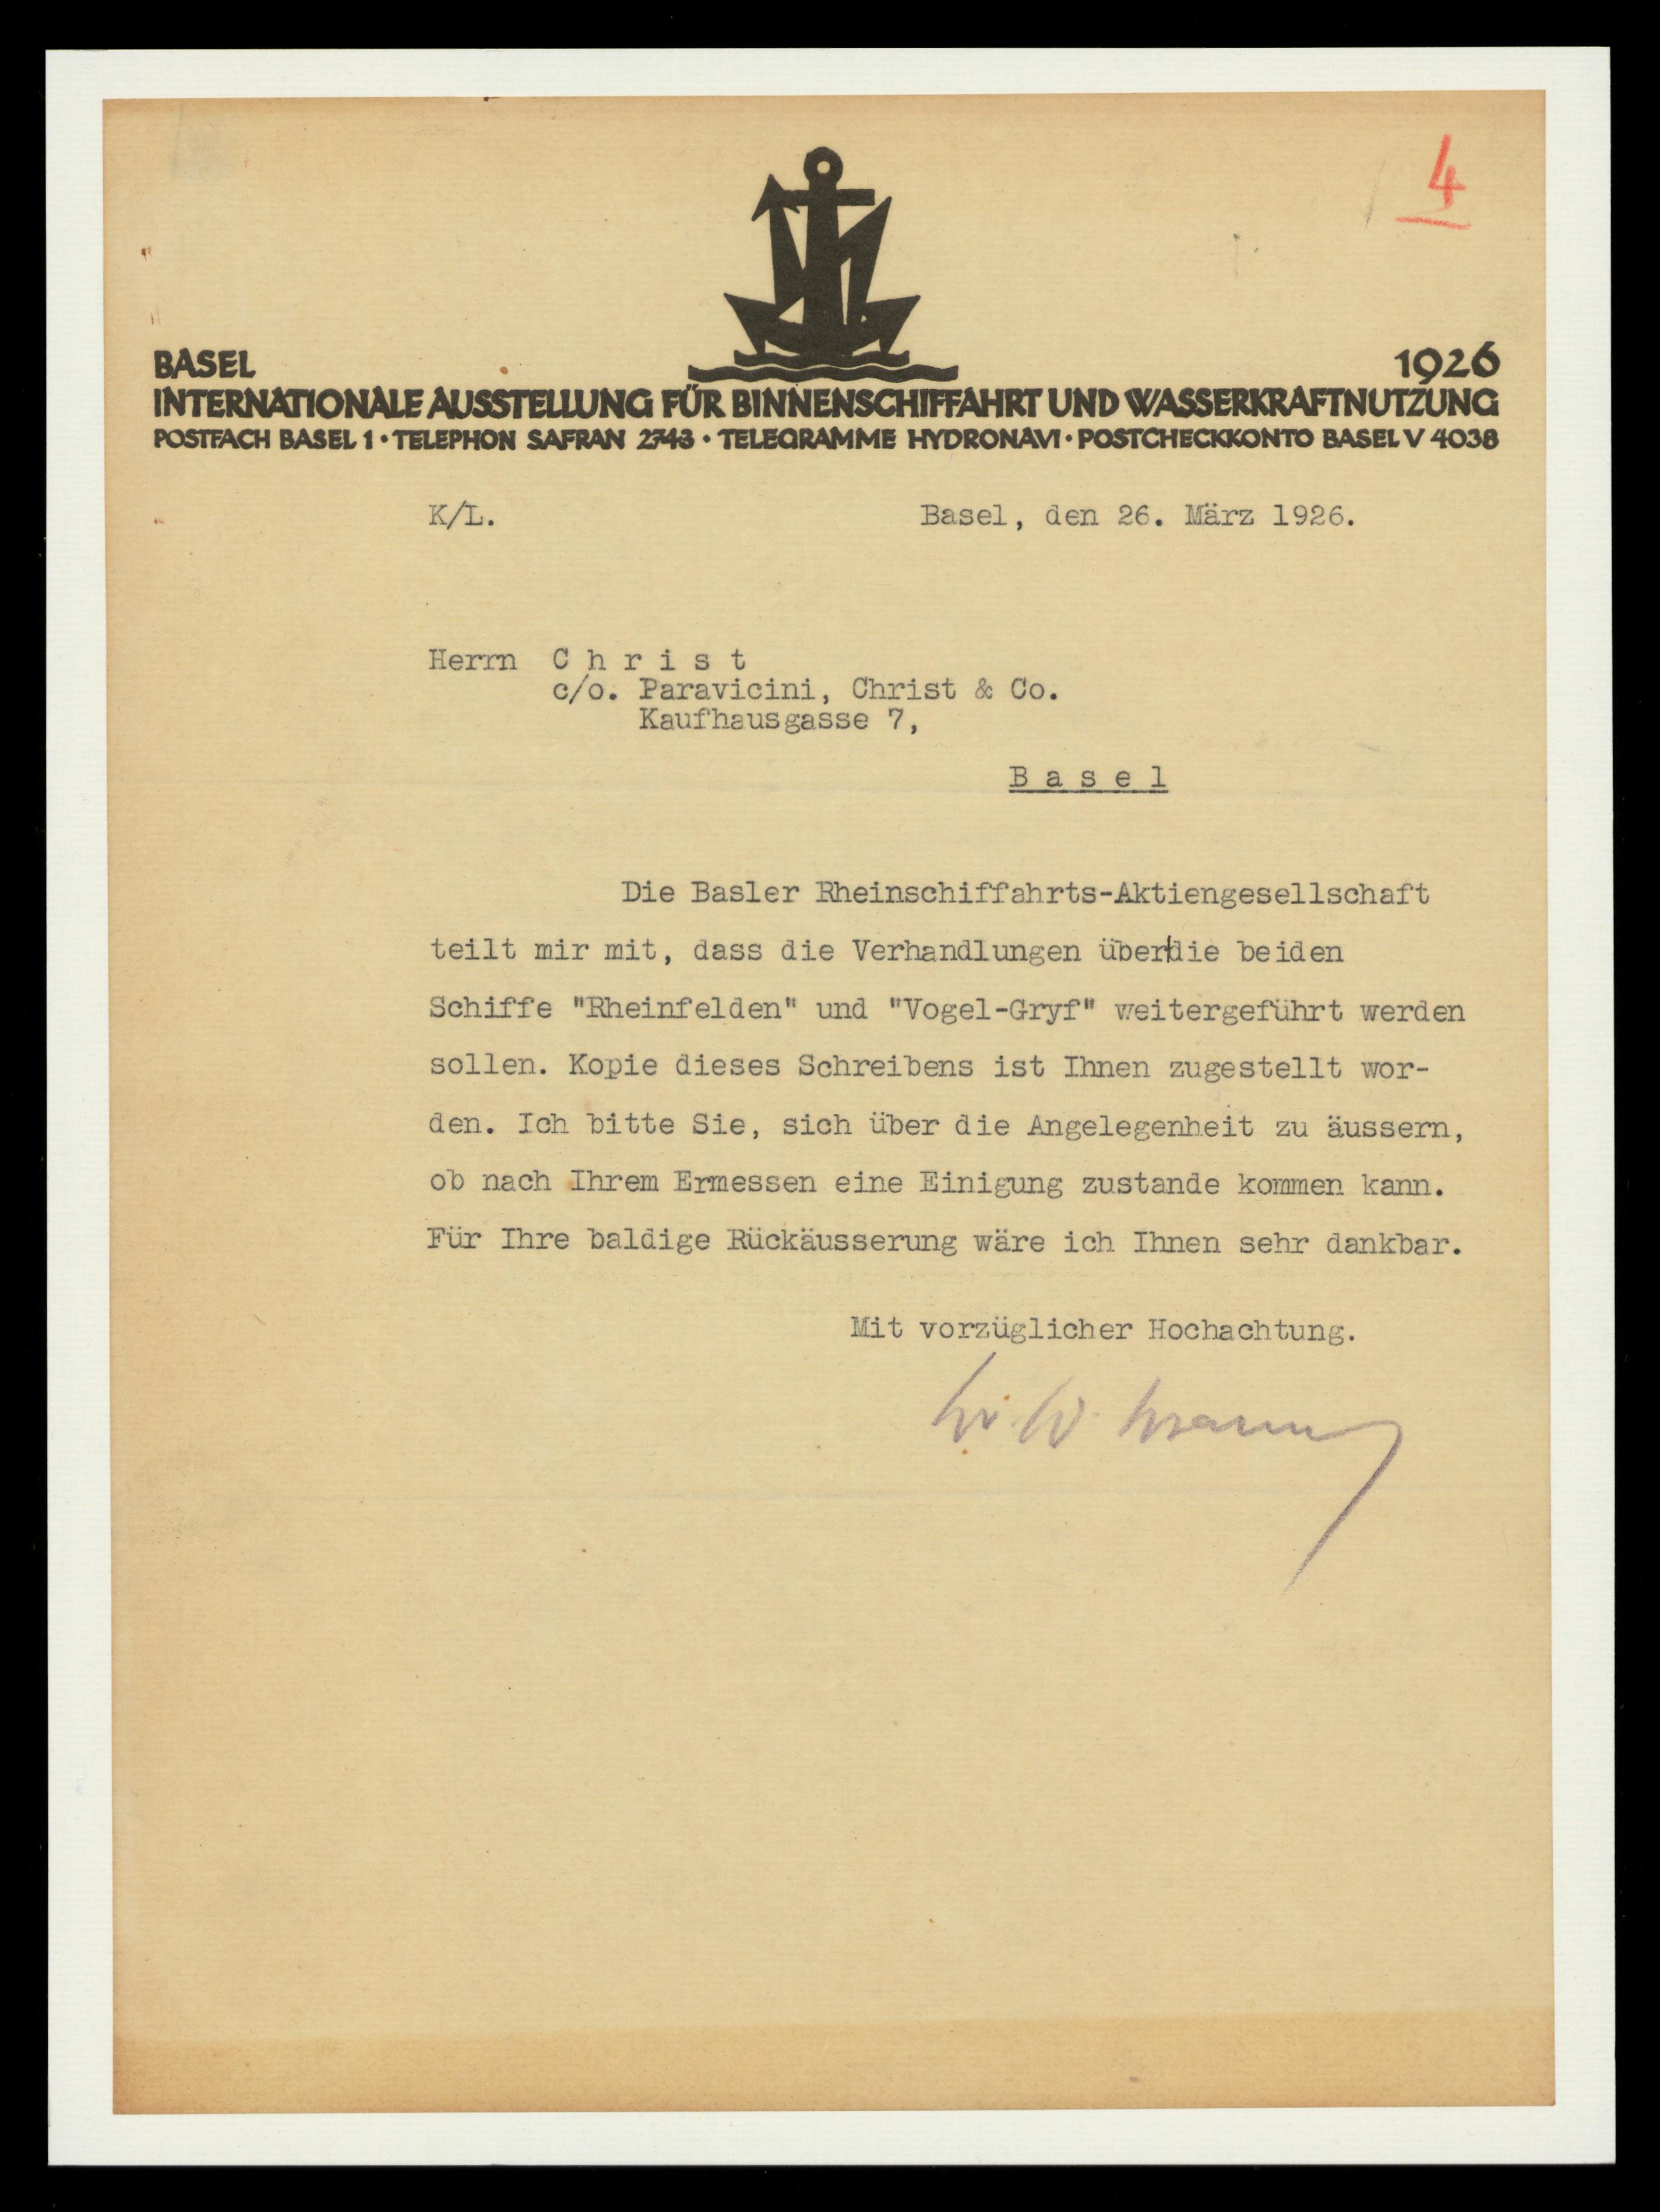 4
BASEL 1926
INTERNATIONALE AUSSTELLUNG FÜR BINNENSCHIFFAHRT UND WASSERKRAFTNUTZUNG
POSTFACH BASEL 1 • TELEPHON SAFRAN 2743 • TELEGRAMME HYDRONAVI • POSTCHECKKONTO BASEL V 4038
K/L. Basel, den 26. März 1926.
Herrn C h r i s t
c/o. Paravicini, Christ & Co.
Kaufhausgasse 7,
B a s e l
Die Basler Rheinschiffahrts-Aktiengesellschaft
teilt mir mit, dass die Verhandlungen über|die beiden
Schiffe "Rheinfelden" und "Vogel-Gryf" weitergeführt werden
sollen. Kopie dieses Schreibens ist Ihnen zugestellt wor-
den. Ich bitte Sie, sich über die Angelegenheit zu äussern,
ob nach Ihrem Ermessen eine Einigung zustande kommen kann.
Für Ihre baldige Rückäusserung wäre ich Ihnen sehr dankbar.
Mit vorzüglicher Hochachtung.